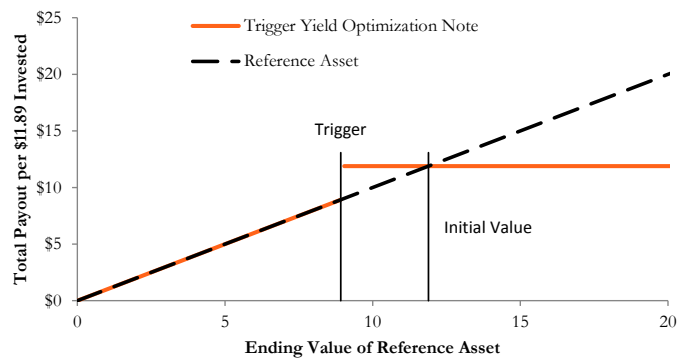 $25
Trigger Yield Optimization Note
Reference Asset
$20
$15
Trigger
$10
Initial Value
$5
$0
0
5
10
15
20
Total Payout per $11.89 Invested
Ending Value of Reference Asset